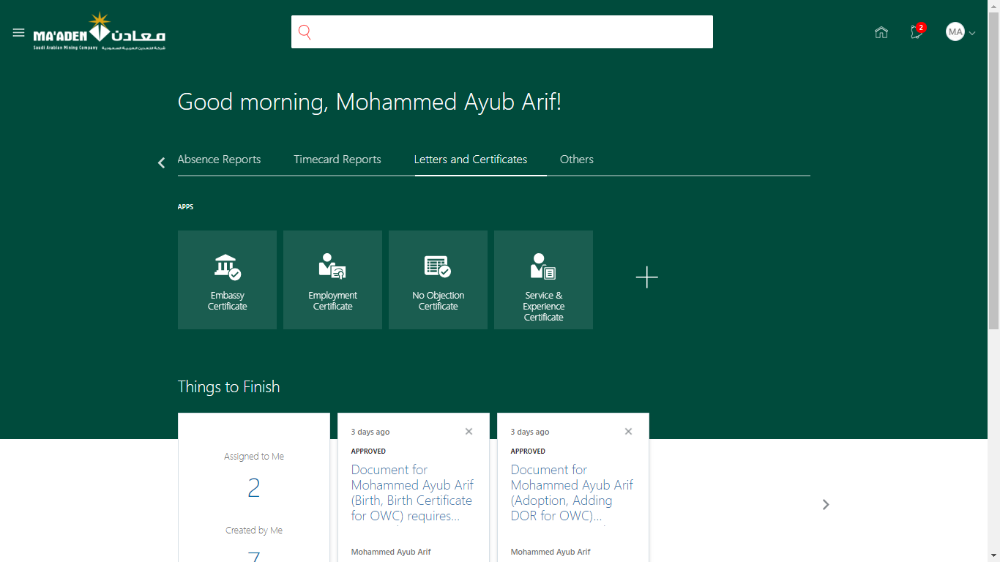 MA'ADEN معادن
Saudi Arabian Mining Company شركة التعدين العربية السعودية
2
MA
Good morning, Mohammed Ayub Arif!
Absence Reports Timecard Reports Letters and Certificates Others
APPS
Embassy
Certificate
Employment
Certificate
No Objection
Certificate
Service &
Experience
Certificate
Things to Finish
Assigned to Me
2
Created by Me
7
3 days ago
APPROVED
Document for
Mohammed Ayub Arif
(Birth, Birth Certificate
for OWC) requires...
Mohammed Ayub Arif
3 days ago
APPROVED
Document for
Mohammed Ayub Arif
(Adoption, Adding
DOR for OWC)...
Mohammed Ayub Arif